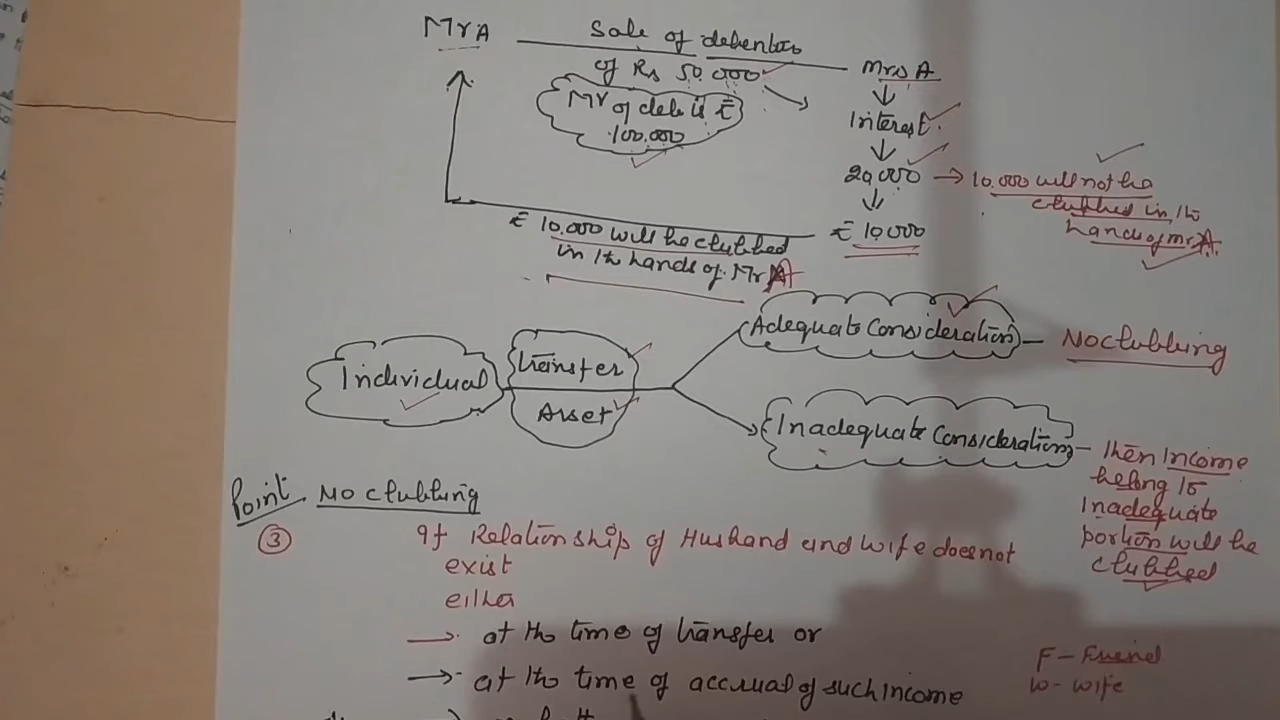 Mr A
Sale of debentures
of Rs 50,000
Mrs A
MV of deb is ₹
100,000
Interest.
20,000
10,000 will not be
clubbed in the
hands of Mr A.
₹ 10,000
₹ 10,000 will be clubbed
in the hands of Mr A
Adequate Consideration
No clubbing
Individual
transfer
Asset
Inadequate Consideration
then Income
belong to
Inadequate
portion will be
clubbed
Point
No clubbing
③
If Relationship of Husband and wife does not
exist
either
at the time of transfer or
at the time of accrual of such income
F - Friend
W - wife